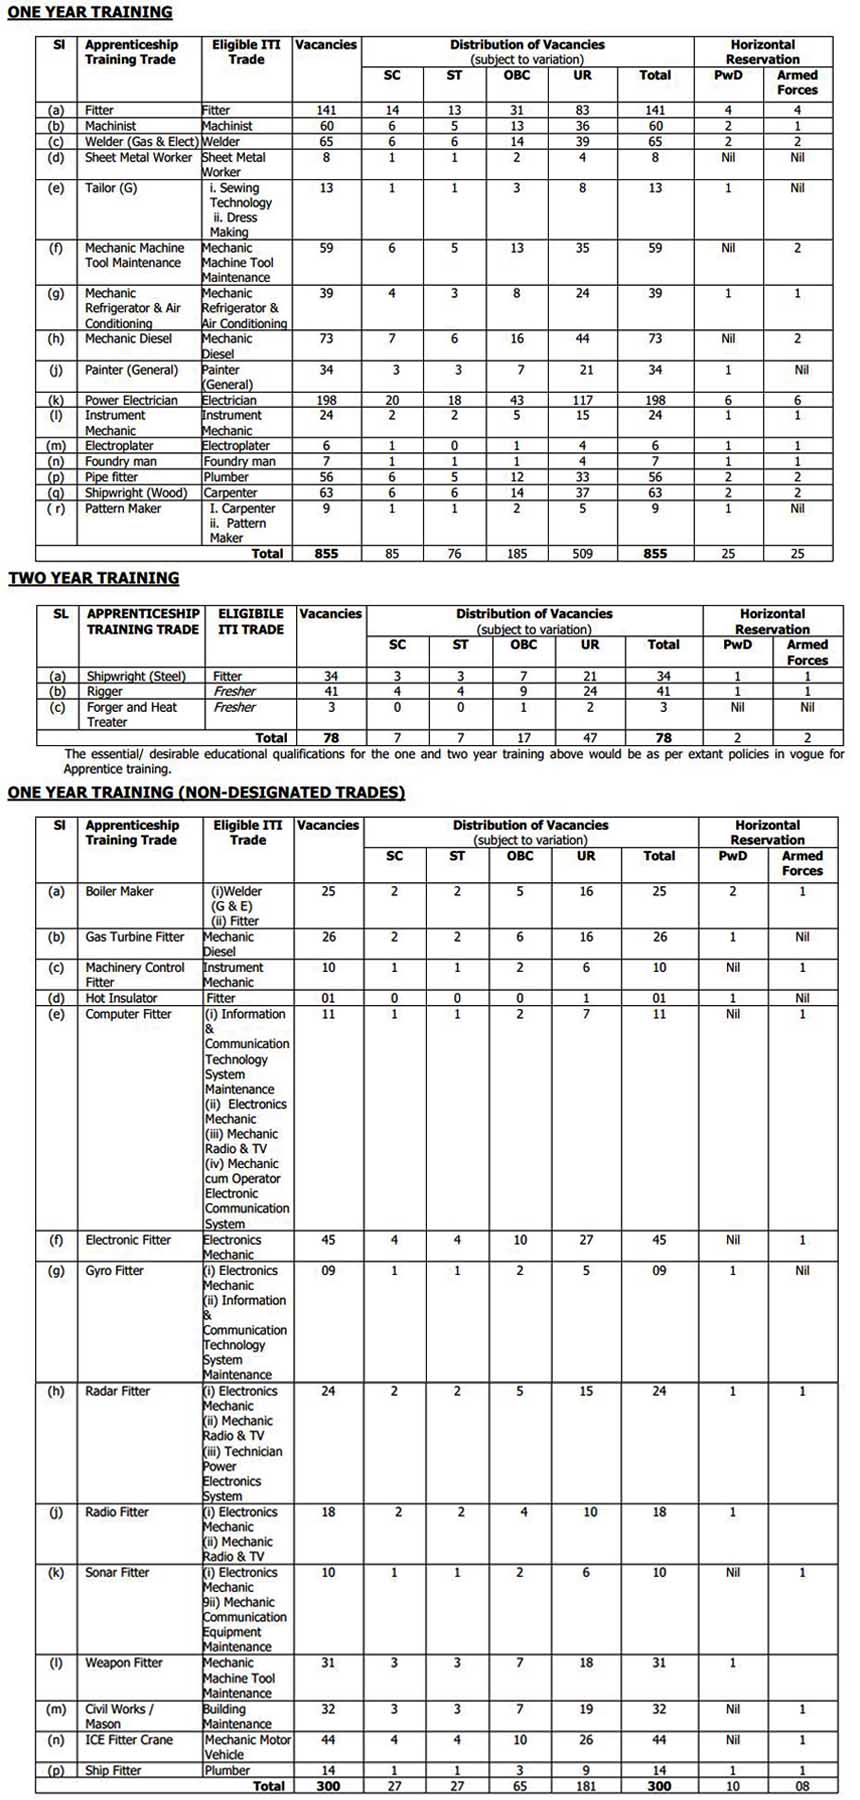 ONE YEAR TRAINING
Sl Apprenticeship Eligible ITI Vacancies Distribution of Vacancies Horizontal
Training Trade Trade (subject to variation) Reservation
SC ST OBC UR Total PwD Armed
Forces
(a) Fitter Fitter 141 14 13 31 83 141 4 4
(b) Machinist Machinist 60 6 5 13 36 60 2 1
(c) Welder (Gas & Elect) Welder 65 6 6 14 39 65 2 2
(d) Sheet Metal Worker Sheet Metal 8 1 1 2 4 8 Nil Nil
Worker
(e) Tailor (G) i. Sewing 13 1 1 3 8 13 1 Nil
Technology
ii. Dress
Making
(f) Mechanic Machine Mechanic 59 6 5 13 35 59 Nil 2
Tool Maintenance Machine Tool
Maintenance
(g) Mechanic Mechanic 39 4 3 8 24 39 1 1
Refrigerator & Air Refrigerator &
Conditioning Air Conditioning
(h) Mechanic Diesel Mechanic 73 7 6 16 44 73 Nil 2
Diesel
(j) Painter (General) Painter 34 3 3 7 21 34 1 Nil
(General)
(k) Power Electrician Electrician 198 20 18 43 117 198 6 6
(l) Instrument Instrument 24 2 2 5 15 24 1 1
Mechanic Mechanic
(m) Electroplater Electroplater 6 1 0 1 4 6 1 1
(n) Foundry man Foundry man 7 1 1 1 4 7 1 1
(p) Pipe fitter Plumber 56 6 5 12 33 56 2 2
(q) Shipwright (Wood) Carpenter 63 6 6 14 37 63 2 2
( r) Pattern Maker I. Carpenter 9 1 1 2 5 9 1 Nil
ii. Pattern
Maker
Total 855 85 76 185 509 855 25 25
TWO YEAR TRAINING
SL APPRENTICESHIP ELIGIBILE Vacancies Distribution of Vacancies Horizontal
TRAINING TRADE ITI TRADE (subject to variation) Reservation
SC ST OBC UR Total PwD Armed
Forces
(a) Shipwright (Steel) Fitter 34 3 3 7 21 34 1 1
(b) Rigger Fresher 41 4 4 9 24 41 1 1
(c) Forger and Heat Fresher 3 0 0 1 2 3 Nil Nil
Treater
Total 78 7 7 17 47 78 2 2
The essential/ desirable educational qualifications for the one and two year training above would be as per extant policies in vogue for
Apprentice training.
ONE YEAR TRAINING (NON-DESIGNATED TRADES)
Sl Apprenticeship Eligible ITI Vacancies Distribution of Vacancies Horizontal
Training Trade Trade (subject to variation) Reservation
SC ST OBC UR Total PwD Armed
Forces
(a) Boiler Maker (i)Welder 25 2 2 5 16 25 2 1
(G & E)
(ii) Fitter
(b) Gas Turbine Fitter Mechanic 26 2 2 6 16 26 1 Nil
Diesel
(c) Machinery Control Instrument 10 1 1 2 6 10 Nil 1
Fitter Mechanic
(d) Hot Insulator Fitter 01 0 0 0 1 01 1 Nil
(e) Computer Fitter (i) Information 11 1 1 2 7 11 Nil 1
&
Communication
Technology
System
Maintenance
(ii) Electronics
Mechanic
(iii) Mechanic
Radio & TV
(iv) Mechanic
cum Operator
Electronic
Communication
System
(f) Electronic Fitter Electronics 45 4 4 10 27 45 Nil 1
Mechanic
(g) Gyro Fitter (i) Electronics 09 1 1 2 5 09 1 Nil
Mechanic
(ii) Information
&
Communication
Technology
System
Maintenance
(h) Radar Fitter (i) Electronics 24 2 2 5 15 24 1 1
Mechanic
(ii) Mechanic
Radio & TV
(iii) Technician
Power
Electronics
System
(j) Radio Fitter (i) Electronics 18 2 2 4 10 18 1
Mechanic
(ii) Mechanic
Radio & TV
(k) Sonar Fitter (i) Electronics 10 1 1 2 6 10 Nil 1
Mechanic
9ii) Mechanic
Communication
Equipment
Maintenance
(l) Weapon Fitter Mechanic 31 3 3 7 18 31 1
Machine Tool
Maintenance
(m) Civil Works / Building 32 3 3 7 19 32 Nil 1
Mason Maintenance
(n) ICE Fitter Crane Mechanic Motor 44 4 4 10 26 44 Nil 1
Vehicle
(p) Ship Fitter Plumber 14 1 1 3 9 14 1 1
Total 300 27 27 65 181 300 10 08